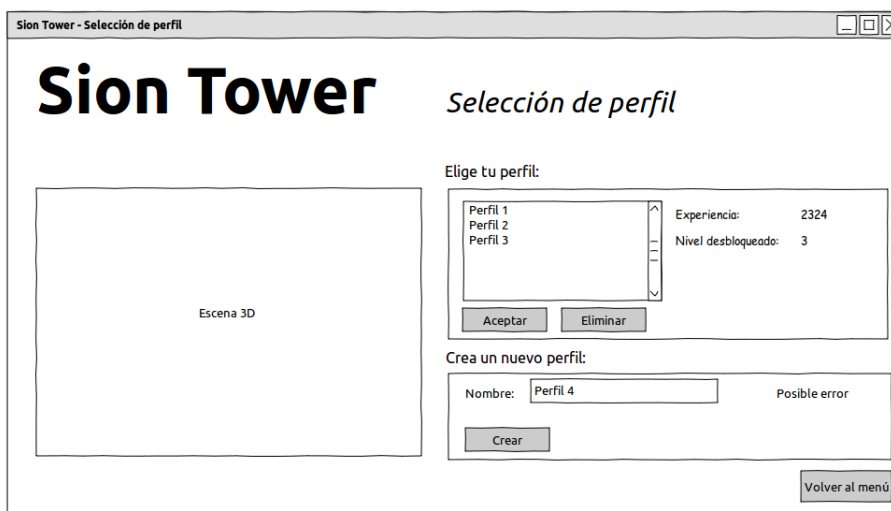 Sion Tower - Selección de perfil
Sion Tower
Selección de perfil
Elige tu perfil:
Perfil 1
Perfil 2
Perfil 3
Experiencia: 2324
Nivel desbloqueado: 3
Escena 3D
Aceptar
Eliminar
Crea un nuevo perfil:
Nombre: Perfil 4
Posible error
Crear
Volver al menú